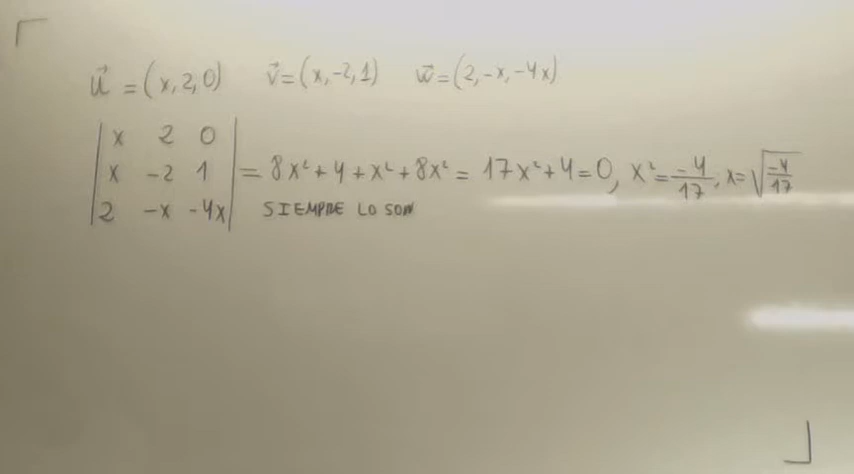 u⃗ = (x, 2, 0) v⃗ = (x, -2, 1) w⃗ = (2, -x, -4x)
| x 2 0 |
| x -2 1 | = 8x² + 4 + x² + 8x² = 17x² + 4 = 0, x² = -4/17, x = √(-4/17)
| 2 -x -4x | SIEMPRE LO SON